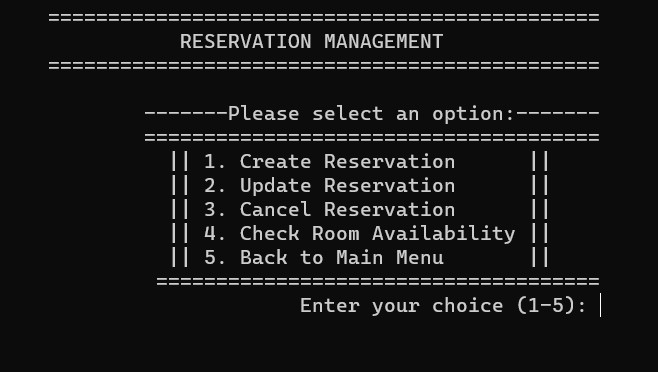 ==============================================
RESERVATION MANAGEMENT
==============================================
-------Please select an option:-------
======================================
|| 1. Create Reservation      ||
|| 2. Update Reservation      ||
|| 3. Cancel Reservation      ||
|| 4. Check Room Availability ||
|| 5. Back to Main Menu       ||
=====================================
Enter your choice (1-5):